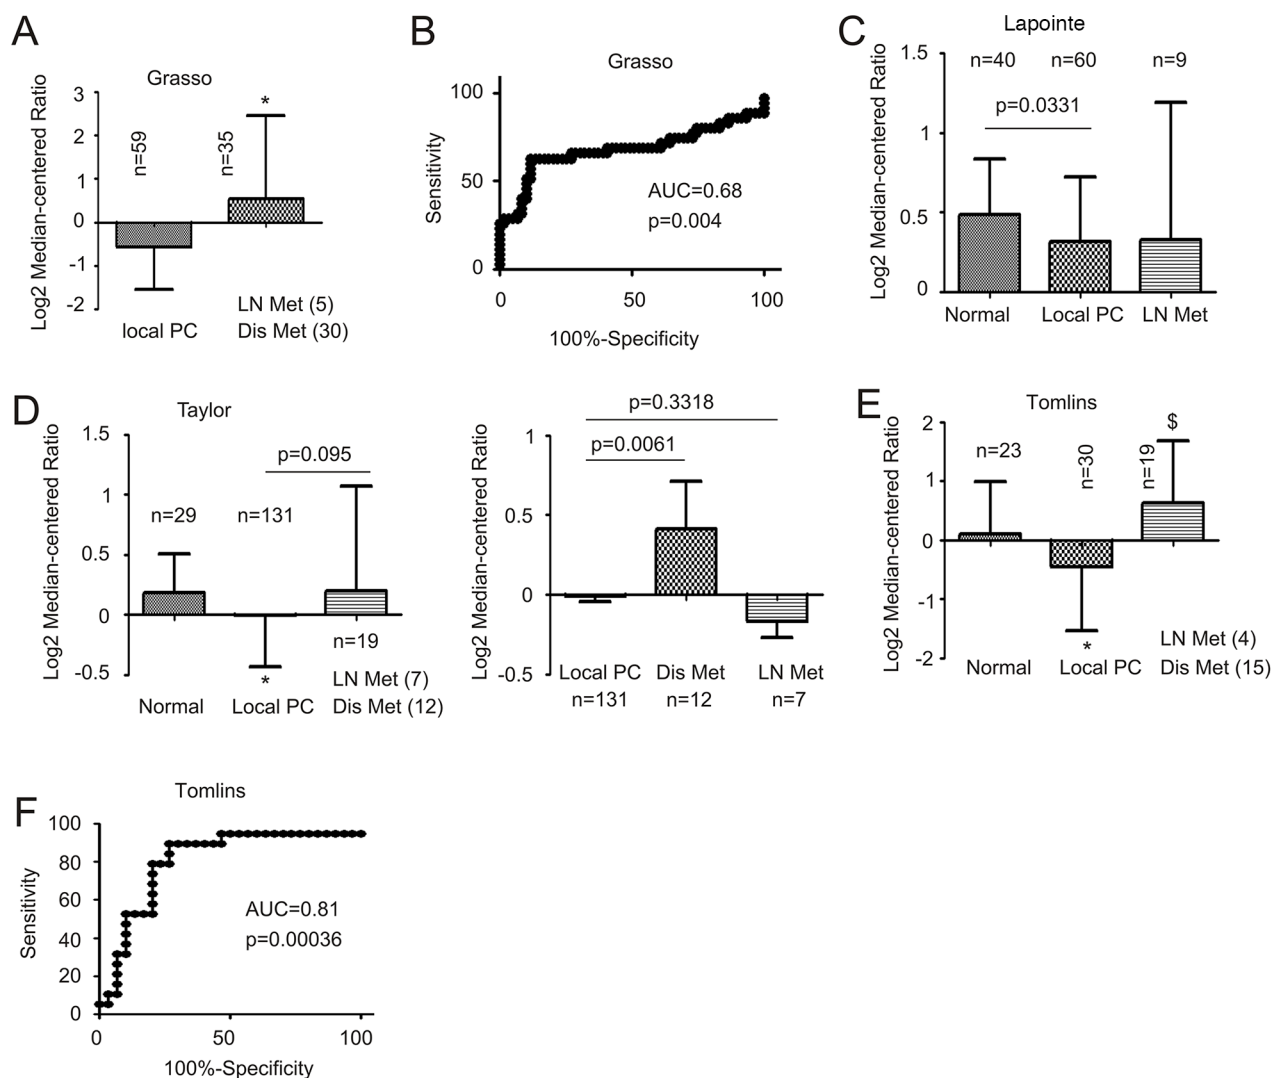 A
Grasso
Log2 Median-centered Ratio
3
2
1
0
-1
-2
n=59
n=35
*
local PC
LN Met (5)
Dis Met (30)
B
Grasso
Sensitivity
100
50
0
AUC=0.68
p=0.004
0
50
100
100%-Specificity
C
Lapointe
Log2 Median-centered Ratio
1.5
1
0.5
0
n=40
n=60
n=9
p=0.0331
Normal
Local PC
LN Met
D
Taylor
Log2 Median-centered Ratio
1.5
1
0.5
0
-0.5
p=0.095
n=29
n=131
n=19
*
Normal
Local PC
LN Met (7)
Dis Met (12)
Log2 Median-centered Ratio
1
0.5
0
-0.5
p=0.3318
p=0.0061
Local PC
n=131
Dis Met
n=12
LN Met
n=7
E
Tomlins
Log2 Median-centered Ratio
2
1
0
-1
-2
n=23
n=30
n=19
$
*
Normal
Local PC
LN Met (4)
Dis Met (15)
F
Tomlins
Sensitivity
100
80
60
40
20
0
AUC=0.81
p=0.00036
0
50
100
100%-Specificity